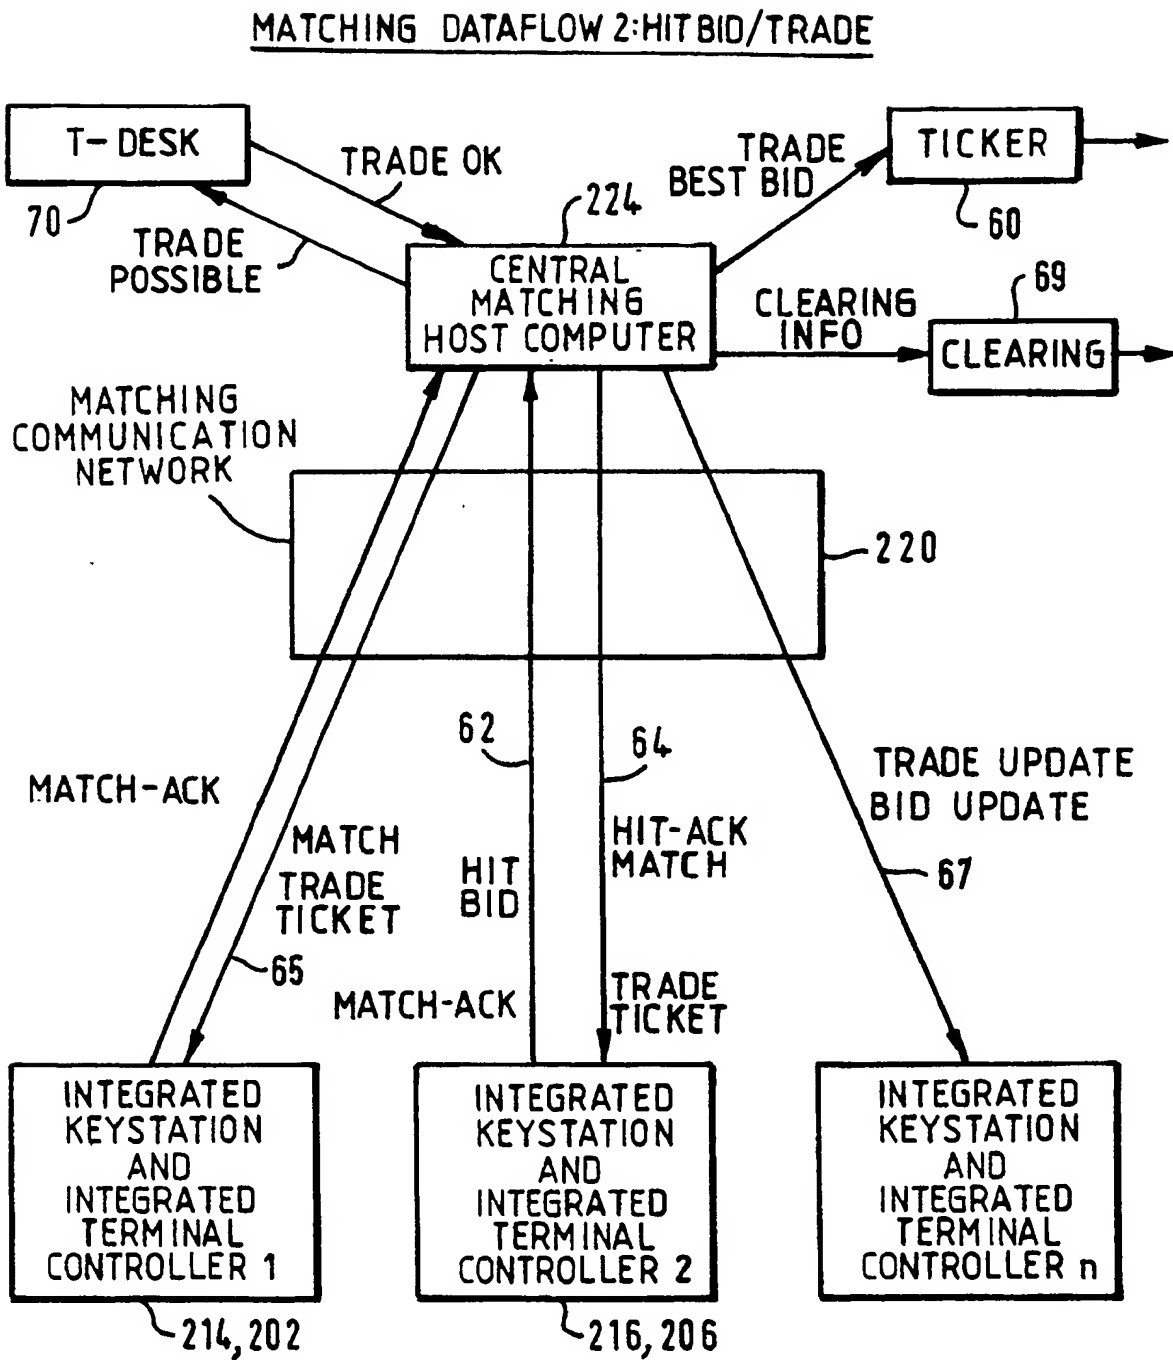 MATCHING DATAFLOW 2:HIT BID/TRADE
T-DESK
70
TRADE OK
TRADE
POSSIBLE
224
CENTRAL
MATCHING
HOST COMPUTER
TRADE
BEST BID
TICKER
60
CLEARING
INFO
69
CLEARING
MATCHING
COMMUNICATION
NETWORK
220
62
64
MATCH-ACK
MATCH
TRADE
TICKET
65
HIT
BID
MATCH-ACK
HIT-ACK
MATCH
TRADE
TICKET
TRADE UPDATE
BID UPDATE
67
INTEGRATED
KEYSTATION
AND
INTEGRATED
TERMINAL
CONTROLLER 1
214,202
INTEGRATED
KEYSTATION
AND
INTEGRATED
TERMINAL
CONTROLLER 2
216,206
INTEGRATED
KEYSTATION
AND
INTEGRATED
TERMINAL
CONTROLLER n